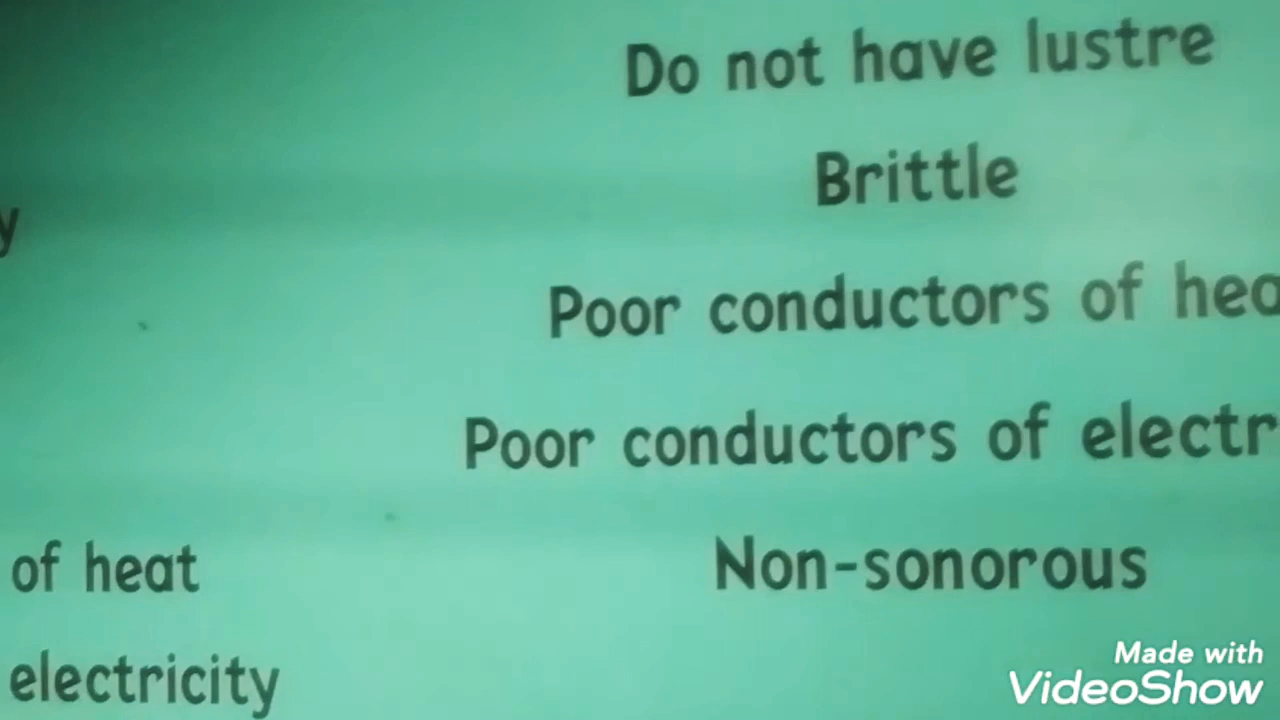 Do not have lustre
Brittle
y
Poor conductors of hea
Poor conductors of electr
of heat
Non-sonorous
electricity
Made with
VideoShow